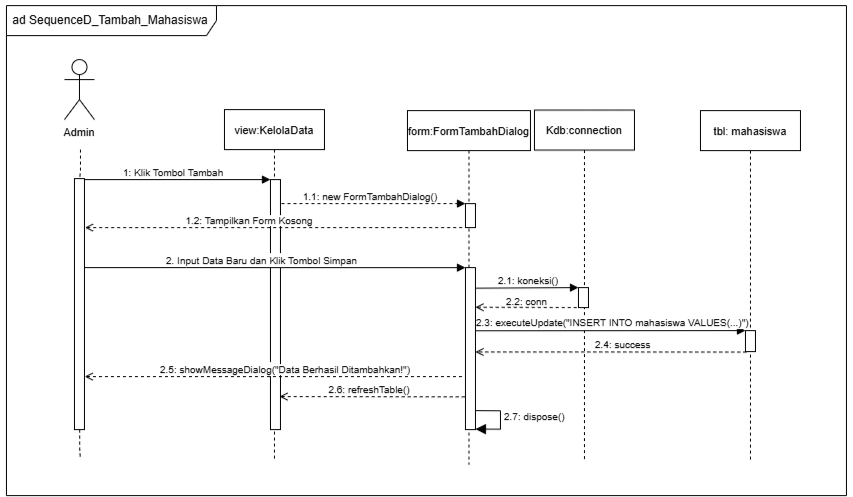 ad SequenceD_Tambah_Mahasiswa
Admin
view:KelolaData
form:FormTambahDialog
Kdb:connection
tbl: mahasiswa
1: Klik Tombol Tambah
1.1: new FormTambahDialog()
1.2: Tampilkan Form Kosong
2. Input Data Baru dan Klik Tombol Simpan
2.1: koneksi()
2.2: conn
2.3: executeUpdate("INSERT INTO mahasiswa VALUES(...)")
2.4: success
2.5: showMessageDialog("Data Berhasil Ditambahkan!")
2.6: refreshTable()
2.7: dispose()